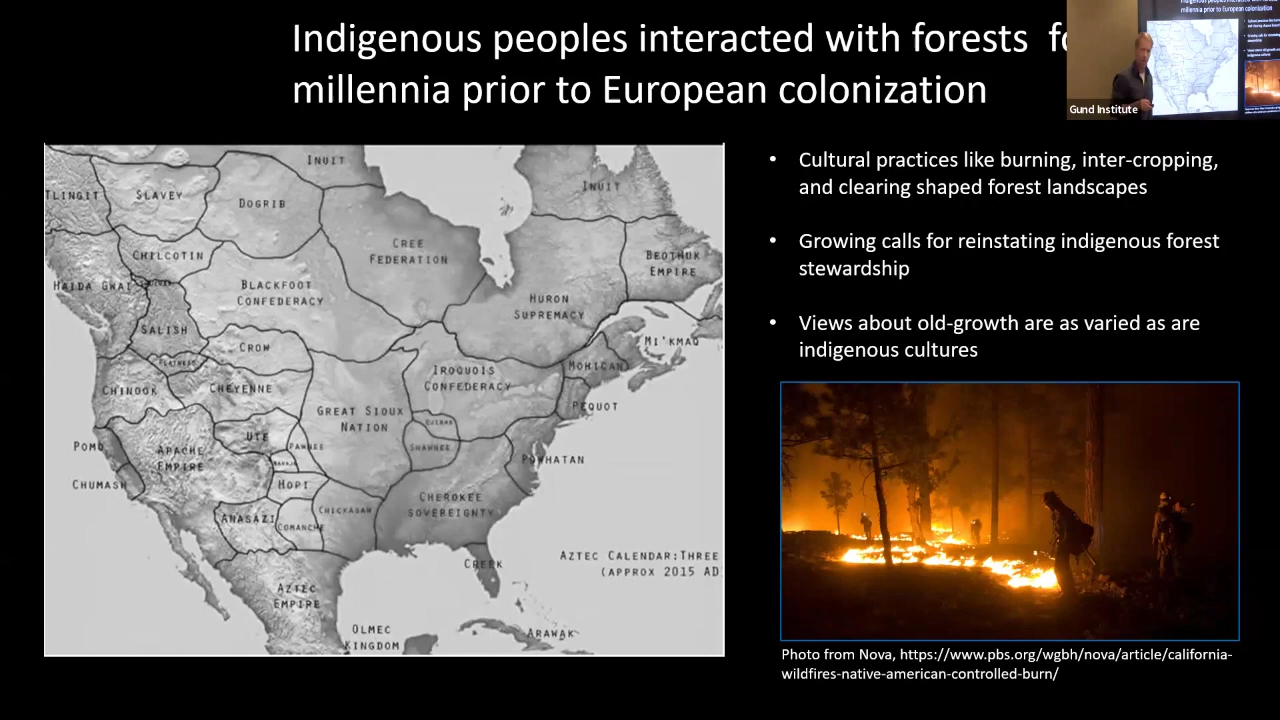 Indigenous peoples interacted with forests
millennia prior to European colonization
Gund Institute
Cultural practices like burning, inter-cropping,
and clearing shaped forest landscapes
Growing calls for reinstating indigenous forest
stewardship
Views about old-growth are as varied as are
indigenous cultures
INUIT
INUIT
TLINGIT
SLAVEY
DOGRIB
CREE
FEDERATION
CHILCOTIN
BEOTHUK
EMPIRE
HAIDA GWAI
BLACKFOOT
CONFEDERACY
HURON
SUPREMACY
SALISH
MI'KMAQ
CROW
MOHICAN
IROQUOIS
CONFEDERACY
CHINOOK
CHEYENNE
PEQUOT
GREAT SIOUX
NATION
UTE
POMO
PAWNEE
SHAWNEE
APACHE
EMPIRE
POWHATAN
CHUMASH
HOPI
CHEROKEE
SOVEREIGNTY
CHICKASAW
ANASAZI
COMANCHE
AZTEC CALENDAR:THREE
(APPROX 2015 AD
CREEK
AZTEC
EMPIRE
OLMEC
KINGDOM
ARAWAK
Photo from Nova, https://www.pbs.org/wgbh/nova/article/california-
wildfires-native-american-controlled-burn/